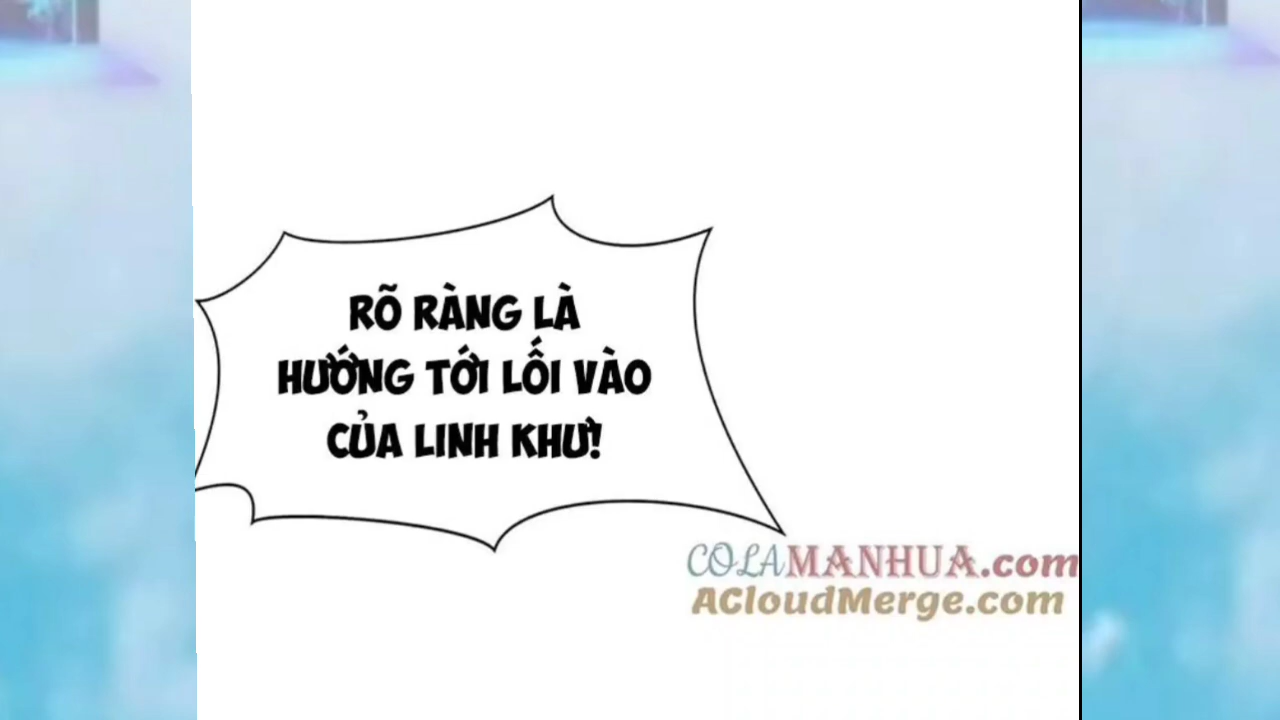 RÕ RÀNG LÀ
HƯỚNG TỚI LỐI VÀO
CỦA LINH KHƯ!
COLAMANHUA.com
ACloudMerge.com